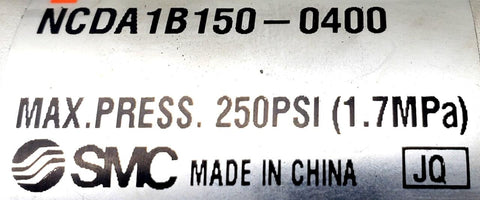 NCDA1B150-0400
MAX.PRESS. 250PSI (1.7MPa)
SMC MADE IN CHINA JQ